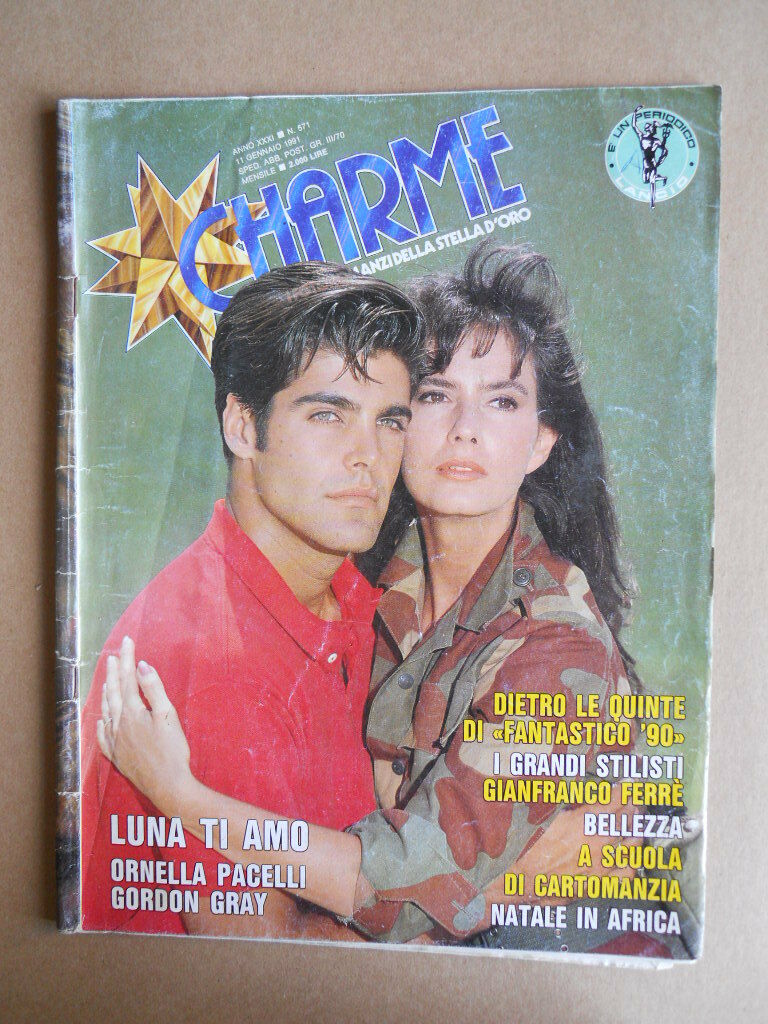 ANNO XXXI ■ N. 571
11 GENNAIO 1991
SPED. ABB. POST. GR. III/70
MENSILE ■ 2.000 LIRE
CHARME
MANZI DELLA STELLA D'ORO
E' UN PERIODICO
LANCIO
DIETRO LE QUINTE
DI «FANTASTICO '90»
I GRANDI STILISTI
GIANFRANCO FERRÈ
BELLEZZA
A SCUOLA
DI CARTOMANZIA
NATALE IN AFRICA
LUNA TI AMO
ORNELLA PACELLI
GORDON GRAY